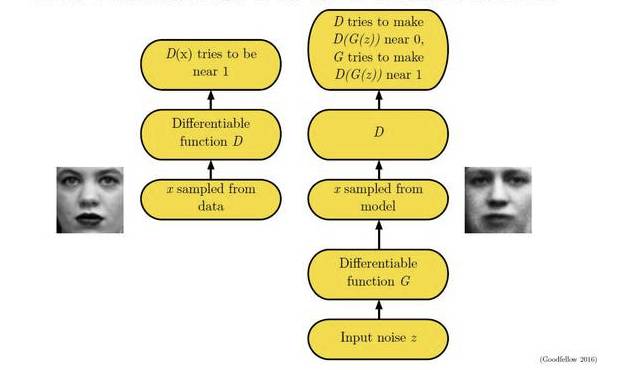 D(x) tries to be
near 1
Differentiable
function D
x sampled from
data
D tries to make
D(G(z)) near 0,
G tries to make
D(G(z)) near 1
D
x sampled from
model
Differentiable
function G
Input noise z
(Goodfellow 2016)